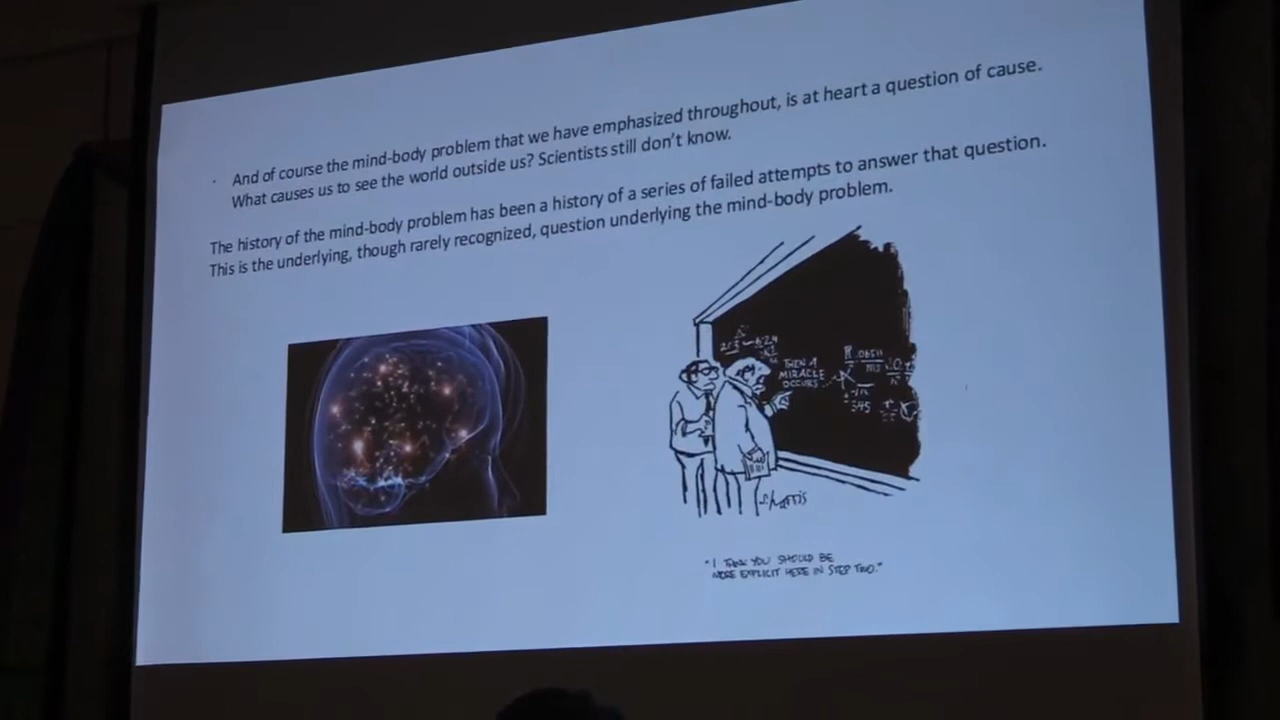 · And of course the mind-body problem that we have emphasized throughout, is at heart a question of cause.
What causes us to see the world outside us? Scientists still don't know.
The history of the mind-body problem has been a history of a series of failed attempts to answer that question.
This is the underlying, though rarely recognized, question underlying the mind-body problem.
THEN A
MIRACLE
OCCURS
S.Harris
"I THINK YOU SHOULD BE
MORE EXPLICIT HERE IN STEP TWO."